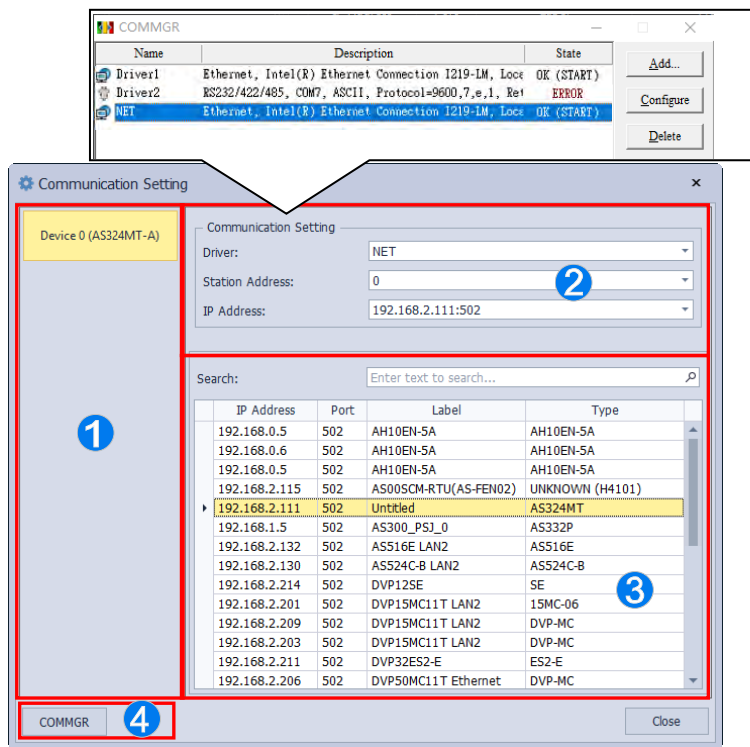 COMMGR
Name Description State
Driver1 Ethernet, Intel(R) Ethernet Connection I219-LM, Loca OK (START)
Driver2 RS232/422/485, COM7, ASCII, Protocol=9600,7,e,1, Ret ERROR
NET Ethernet, Intel(R) Ethernet Connection I219-LM, Loca OK (START)
Add...
Configure
Delete
Communication Setting
Device 0 (AS324MT-A)
1
Communication Setting
Driver: NET
Station Address: 0
IP Address: 192.168.2.111:502
2
Search: Enter text to search...
IP Address Port Label Type
192.168.0.5 502 AH10EN-5A AH10EN-5A
192.168.0.6 502 AH10EN-5A AH10EN-5A
192.168.0.5 502 AH10EN-5A AH10EN-5A
192.168.2.115 502 AS00SCM-RTU(AS-FEN02) UNKNOWN (H4101)
192.168.2.111 502 Untitled AS324MT
192.168.1.5 502 AS300_PSJ_0 AS332P
192.168.2.132 502 AS516E LAN2 AS516E
192.168.2.130 502 AS524C-B LAN2 AS524C-B
192.168.2.214 502 DVP12SE SE
192.168.2.201 502 DVP15MC11T LAN2 15MC-06
192.168.2.209 502 DVP15MC11T LAN2 DVP-MC
192.168.2.203 502 DVP15MC11T LAN2 DVP-MC
192.168.2.211 502 DVP32ES2-E ES2-E
192.168.2.206 502 DVP50MC11T Ethernet DVP-MC
3
COMMGR
4
Close